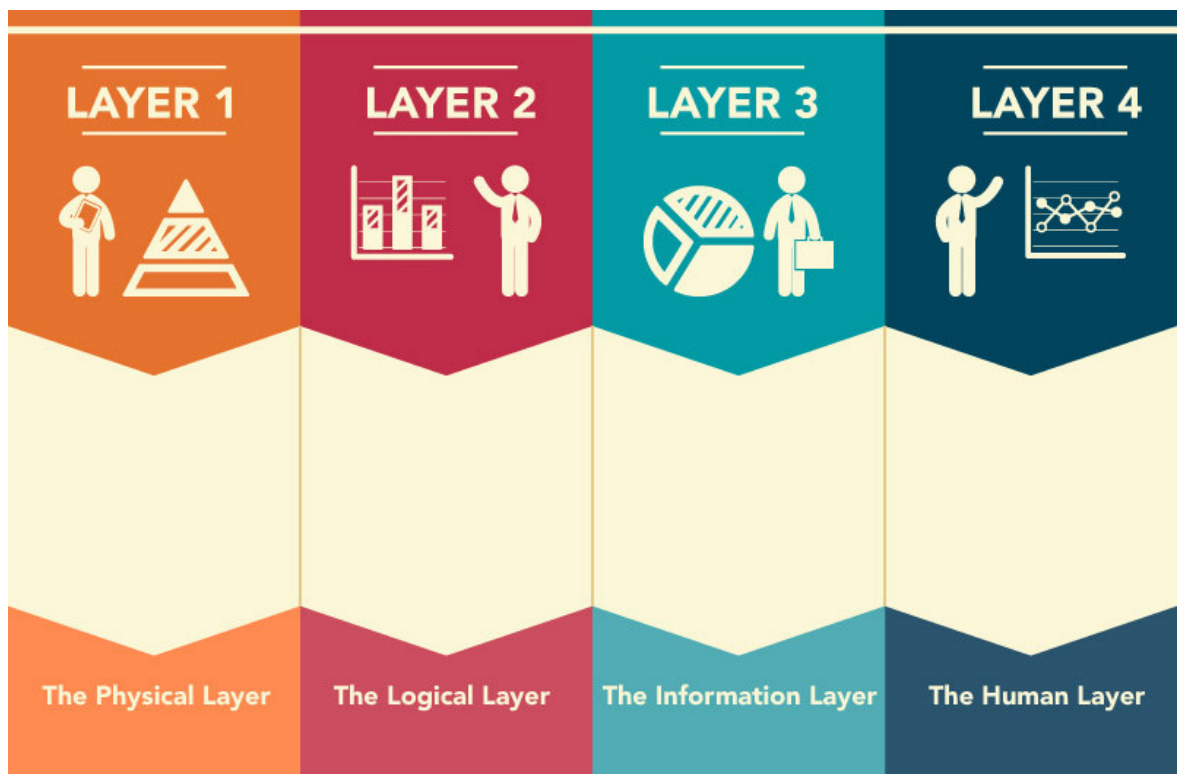 LAYER 1
LAYER 2
LAYER 3
LAYER 4
The Physical Layer
The Logical Layer
The Information Layer
The Human Layer